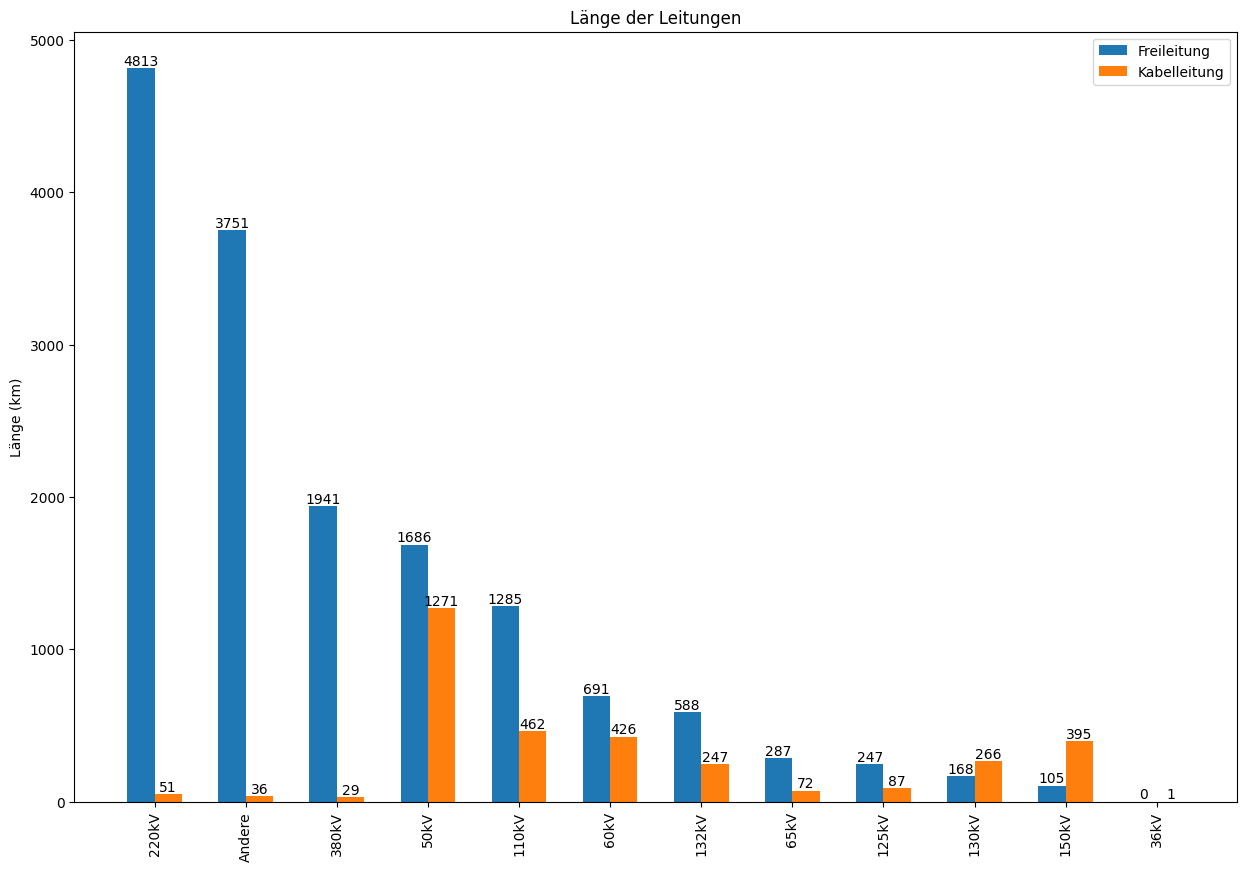 Länge der Leitungen
Freileitung
Kabelleitung
Länge (km)
5000
4000
3000
2000
1000
0
4813
51
3751
36
1941
29
1686
1271
1285
462
691
426
588
247
287
72
247
87
168
266
105
395
0
1
220kV
Andere
380kV
50kV
110kV
60kV
132kV
65kV
125kV
130kV
150kV
36kV